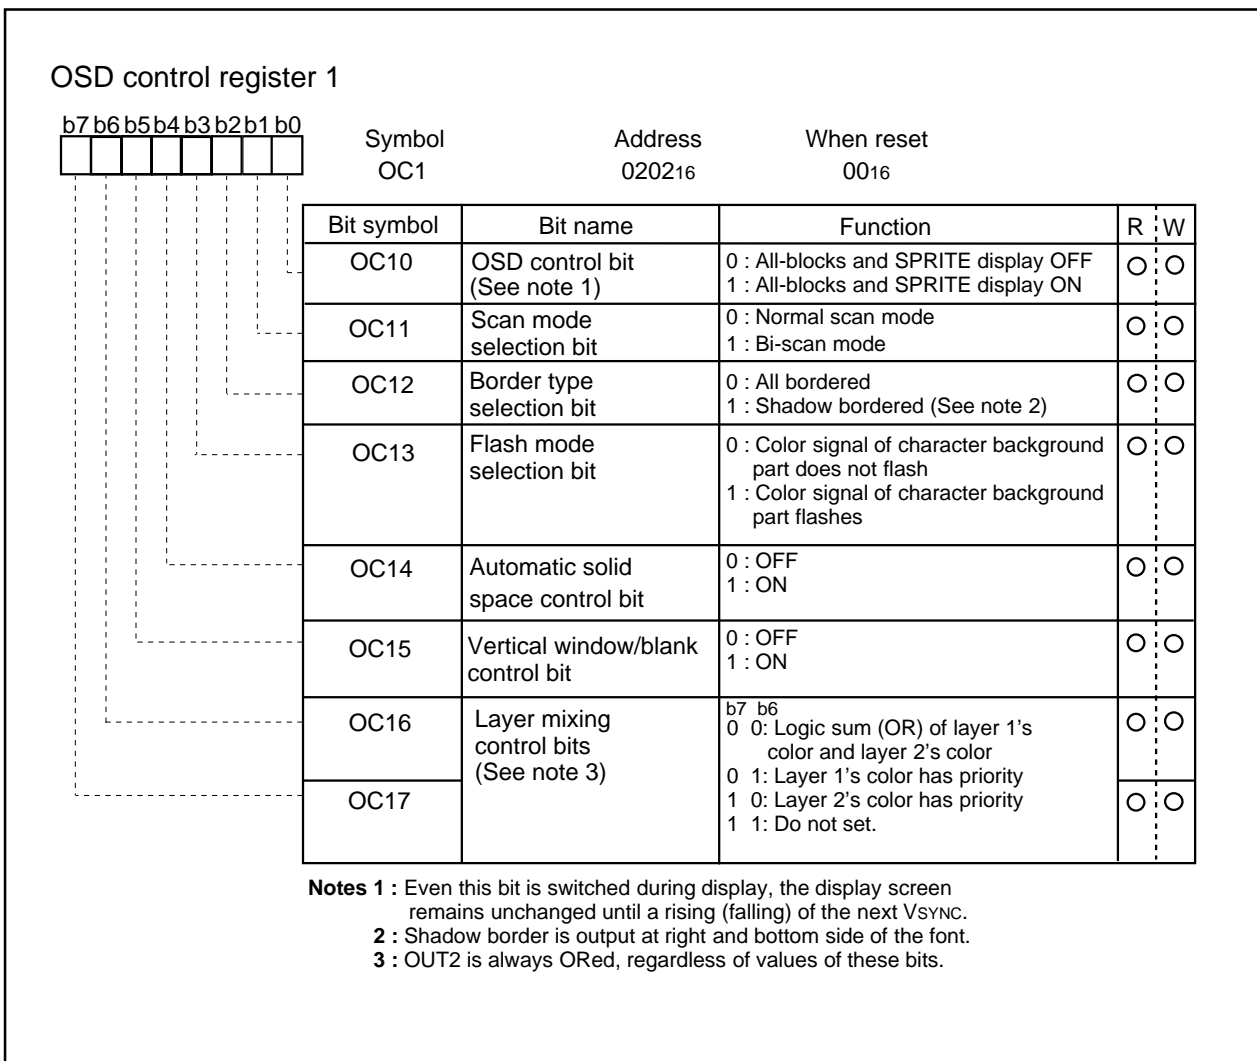 OSD control register 1
b7 b6 b5 b4 b3 b2 b1 b0
Symbol Address When reset
OC1 020216 0016
Bit symbol Bit name Function R W
OC10 OSD control bit (See note 1) 0 : All-blocks and SPRITE display OFF
1 : All-blocks and SPRITE display ON
OC11 Scan mode selection bit 0 : Normal scan mode
1 : Bi-scan mode
OC12 Border type selection bit 0 : All bordered
1 : Shadow bordered (See note 2)
OC13 Flash mode selection bit 0 : Color signal of character background
part does not flash
1 : Color signal of character background
part flashes
OC14 Automatic solid space control bit 0 : OFF
1 : ON
OC15 Vertical window/blank control bit 0 : OFF
1 : ON
OC16 Layer mixing control bits (See note 3) b7 b6
0 0: Logic sum (OR) of layer 1's
color and layer 2's color
0 1: Layer 1's color has priority
OC17 1 0: Layer 2's color has priority
1 1: Do not set.
Notes 1 : Even this bit is switched during display, the display screen
remains unchanged until a rising (falling) of the next VSYNC.
2 : Shadow border is output at right and bottom side of the font.
3 : OUT2 is always ORed, regardless of values of these bits.